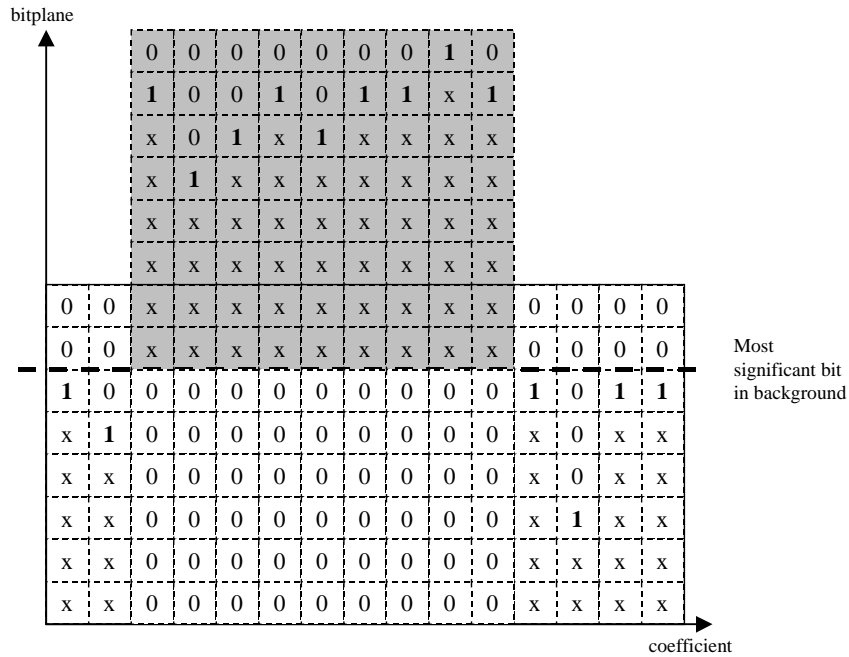 bitplane
0 0 0 0 0 0 0 1 0
1 0 0 1 0 1 1 x 1
x 0 1 x 1 x x x x
x 1 x x x x x x x
x x x x x x x x x
x x x x x x x x x
0 0 x x x x x x x x x 0 0 0 0
0 0 x x x x x x x x x 0 0 0 0
Most
significant bit
in background
1 0 0 0 0 0 0 0 0 0 0 1 0 1 1
x 1 0 0 0 0 0 0 0 0 0 x 0 x x
x x 0 0 0 0 0 0 0 0 0 x 0 x x
x x 0 0 0 0 0 0 0 0 0 x 1 x x
x x 0 0 0 0 0 0 0 0 0 x x x x
x x 0 0 0 0 0 0 0 0 0 x x x x
coefficient